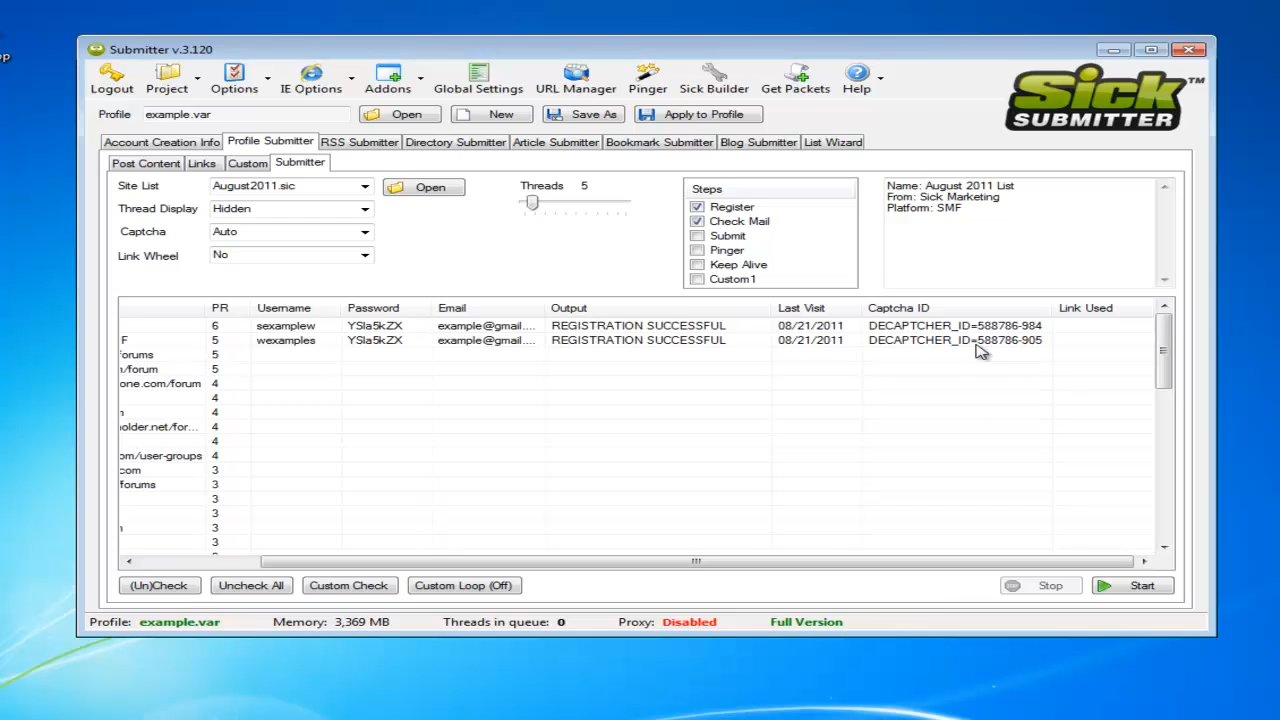 op
Submitter v.3.120
Logout
Project
Options
IE Options
Addons
Global Settings
URL Manager
Pinger
Sick Builder
Get Packets
Help
Sick™
SUBMITTER
Profile
example.var
Open
New
Save As
Apply to Profile
Account Creation Info
Profile Submitter
RSS Submitter
Directory Submitter
Article Submitter
Bookmark Submitter
Blog Submitter
List Wizard
Post Content
Links
Custom
Submitter
Site List
August2011.sic
Open
Thread Display
Hidden
Captcha
Auto
Link Wheel
No
Threads 5
Steps
Register
Check Mail
Submit
Pinger
Keep Alive
Custom1
Name: August 2011 List
From: Sick Marketing
Platform: SMF
PR Username Password Email Output Last Visit Captcha ID Link Used
6 sexamplew YSla5kZX example@gmail.... REGISTRATION SUCCESSFUL 08/21/2011 DECAPTCHER_ID=588786-984
F 5 wexamples YSla5kZX example@gmail.... REGISTRATION SUCCESSFUL 08/21/2011 DECAPTCHER_ID=588786-905
forums 5
/forum 5
one.com/forum 4
4
4
holder.net/for... 4
4
om/user-groups 4
com 3
forums 3
3
3
3
3
(Un)Check
Uncheck All
Custom Check
Custom Loop (Off)
Stop
Start
Profile: example.var
Memory: 3,369 MB
Threads in queue: 0
Proxy: Disabled
Full Version